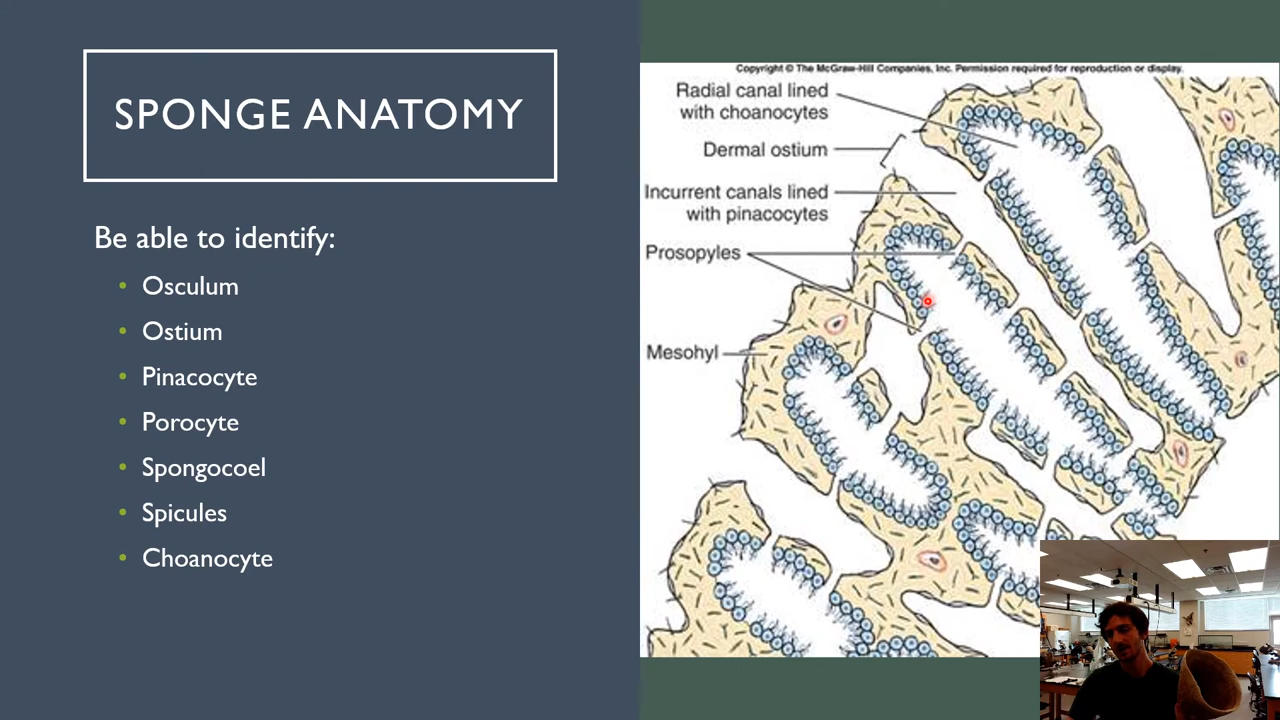 SPONGE ANATOMY
Be able to identify:
• Osculum
• Ostium
• Pinacocyte
• Porocyte
• Spongocoel
• Spicules
• Choanocyte
Copyright © The McGraw-Hill Companies, Inc. Permission required for reproduction or display.
Radial canal lined
with choanocytes
Dermal ostium
Incurrent canals lined
with pinacocytes
Prosopyles
Mesohyl